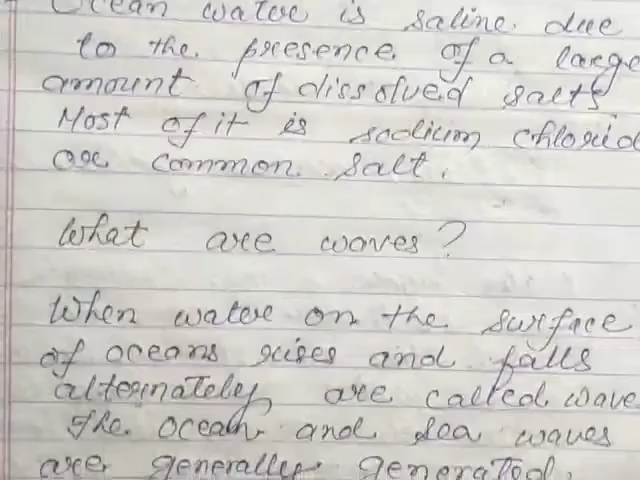 Ocean water is saline due
to the presence of a large
amount of dissolved salts
Most of it is sodium chlorid
or common salt.
What are waves?
When water on the surface
of oceans rises and falls
alternately are called wave
The ocean and sea waves
are generally generated.